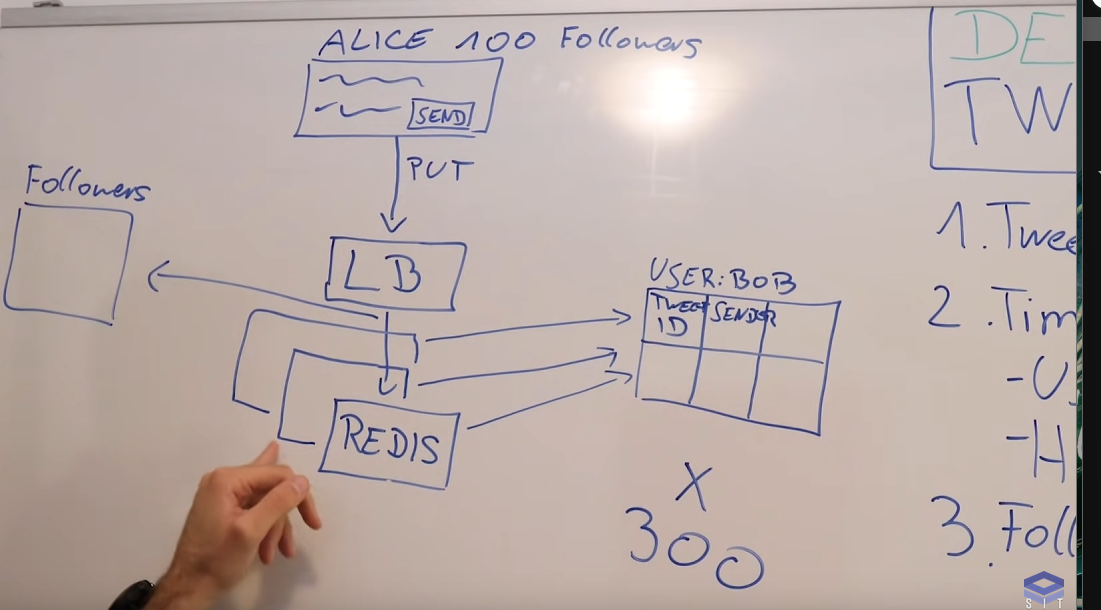 ALICE 100 Followers
SEND
PUT
Followers
LB
REDIS
USER: BOB
TWEET ID
SENDER
X
300
DE
TW
1. Twee
2. Tim
- U
- H
3. Foll
SIT